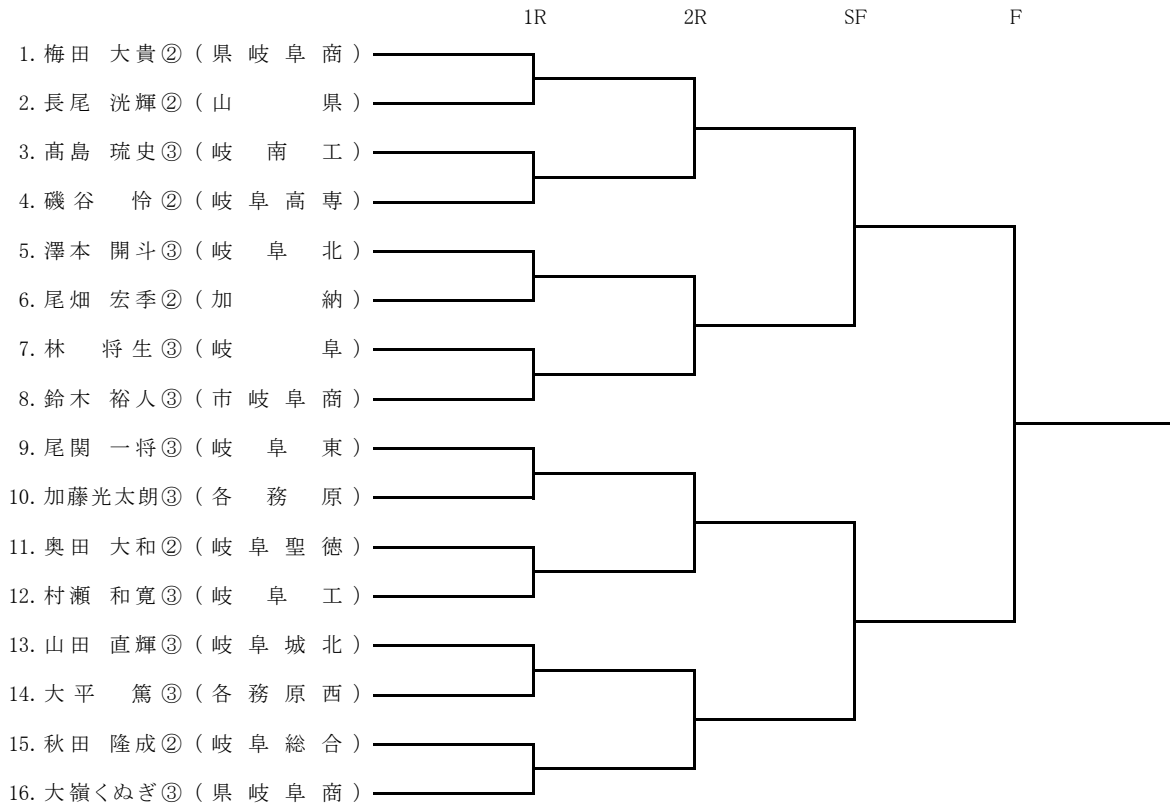 1R 2R SF F
1. 梅田 大貴② ( 県 岐 阜 商 )
2. 長尾 洸輝② ( 山 県 )
3. 髙島 琉史③ ( 岐 南 工 )
4. 磯谷 怜② ( 岐 阜 高 専 )
5. 澤本 開斗③ ( 岐 阜 北 )
6. 尾畑 宏季② ( 加 納 )
7. 林 将生③ ( 岐 阜 )
8. 鈴木 裕人③ ( 市 岐 阜 商 )
9. 尾関 一将③ ( 岐 阜 東 )
10. 加藤光太朗③ ( 各 務 原 )
11. 奥田 大和② ( 岐 阜 聖 徳 )
12. 村瀬 和寛③ ( 岐 阜 工 )
13. 山田 直輝③ ( 岐 阜 城 北 )
14. 大平 篤③ ( 各 務 原 西 )
15. 秋田 隆成② ( 岐 阜 総 合 )
16. 大嶺くぬぎ③ ( 県 岐 阜 商 )